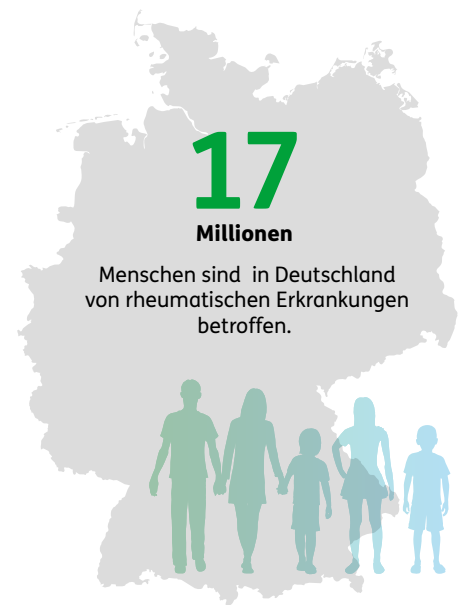 17
Millionen
Menschen sind in Deutschland
von rheumatischen Erkrankungen
betroffen.